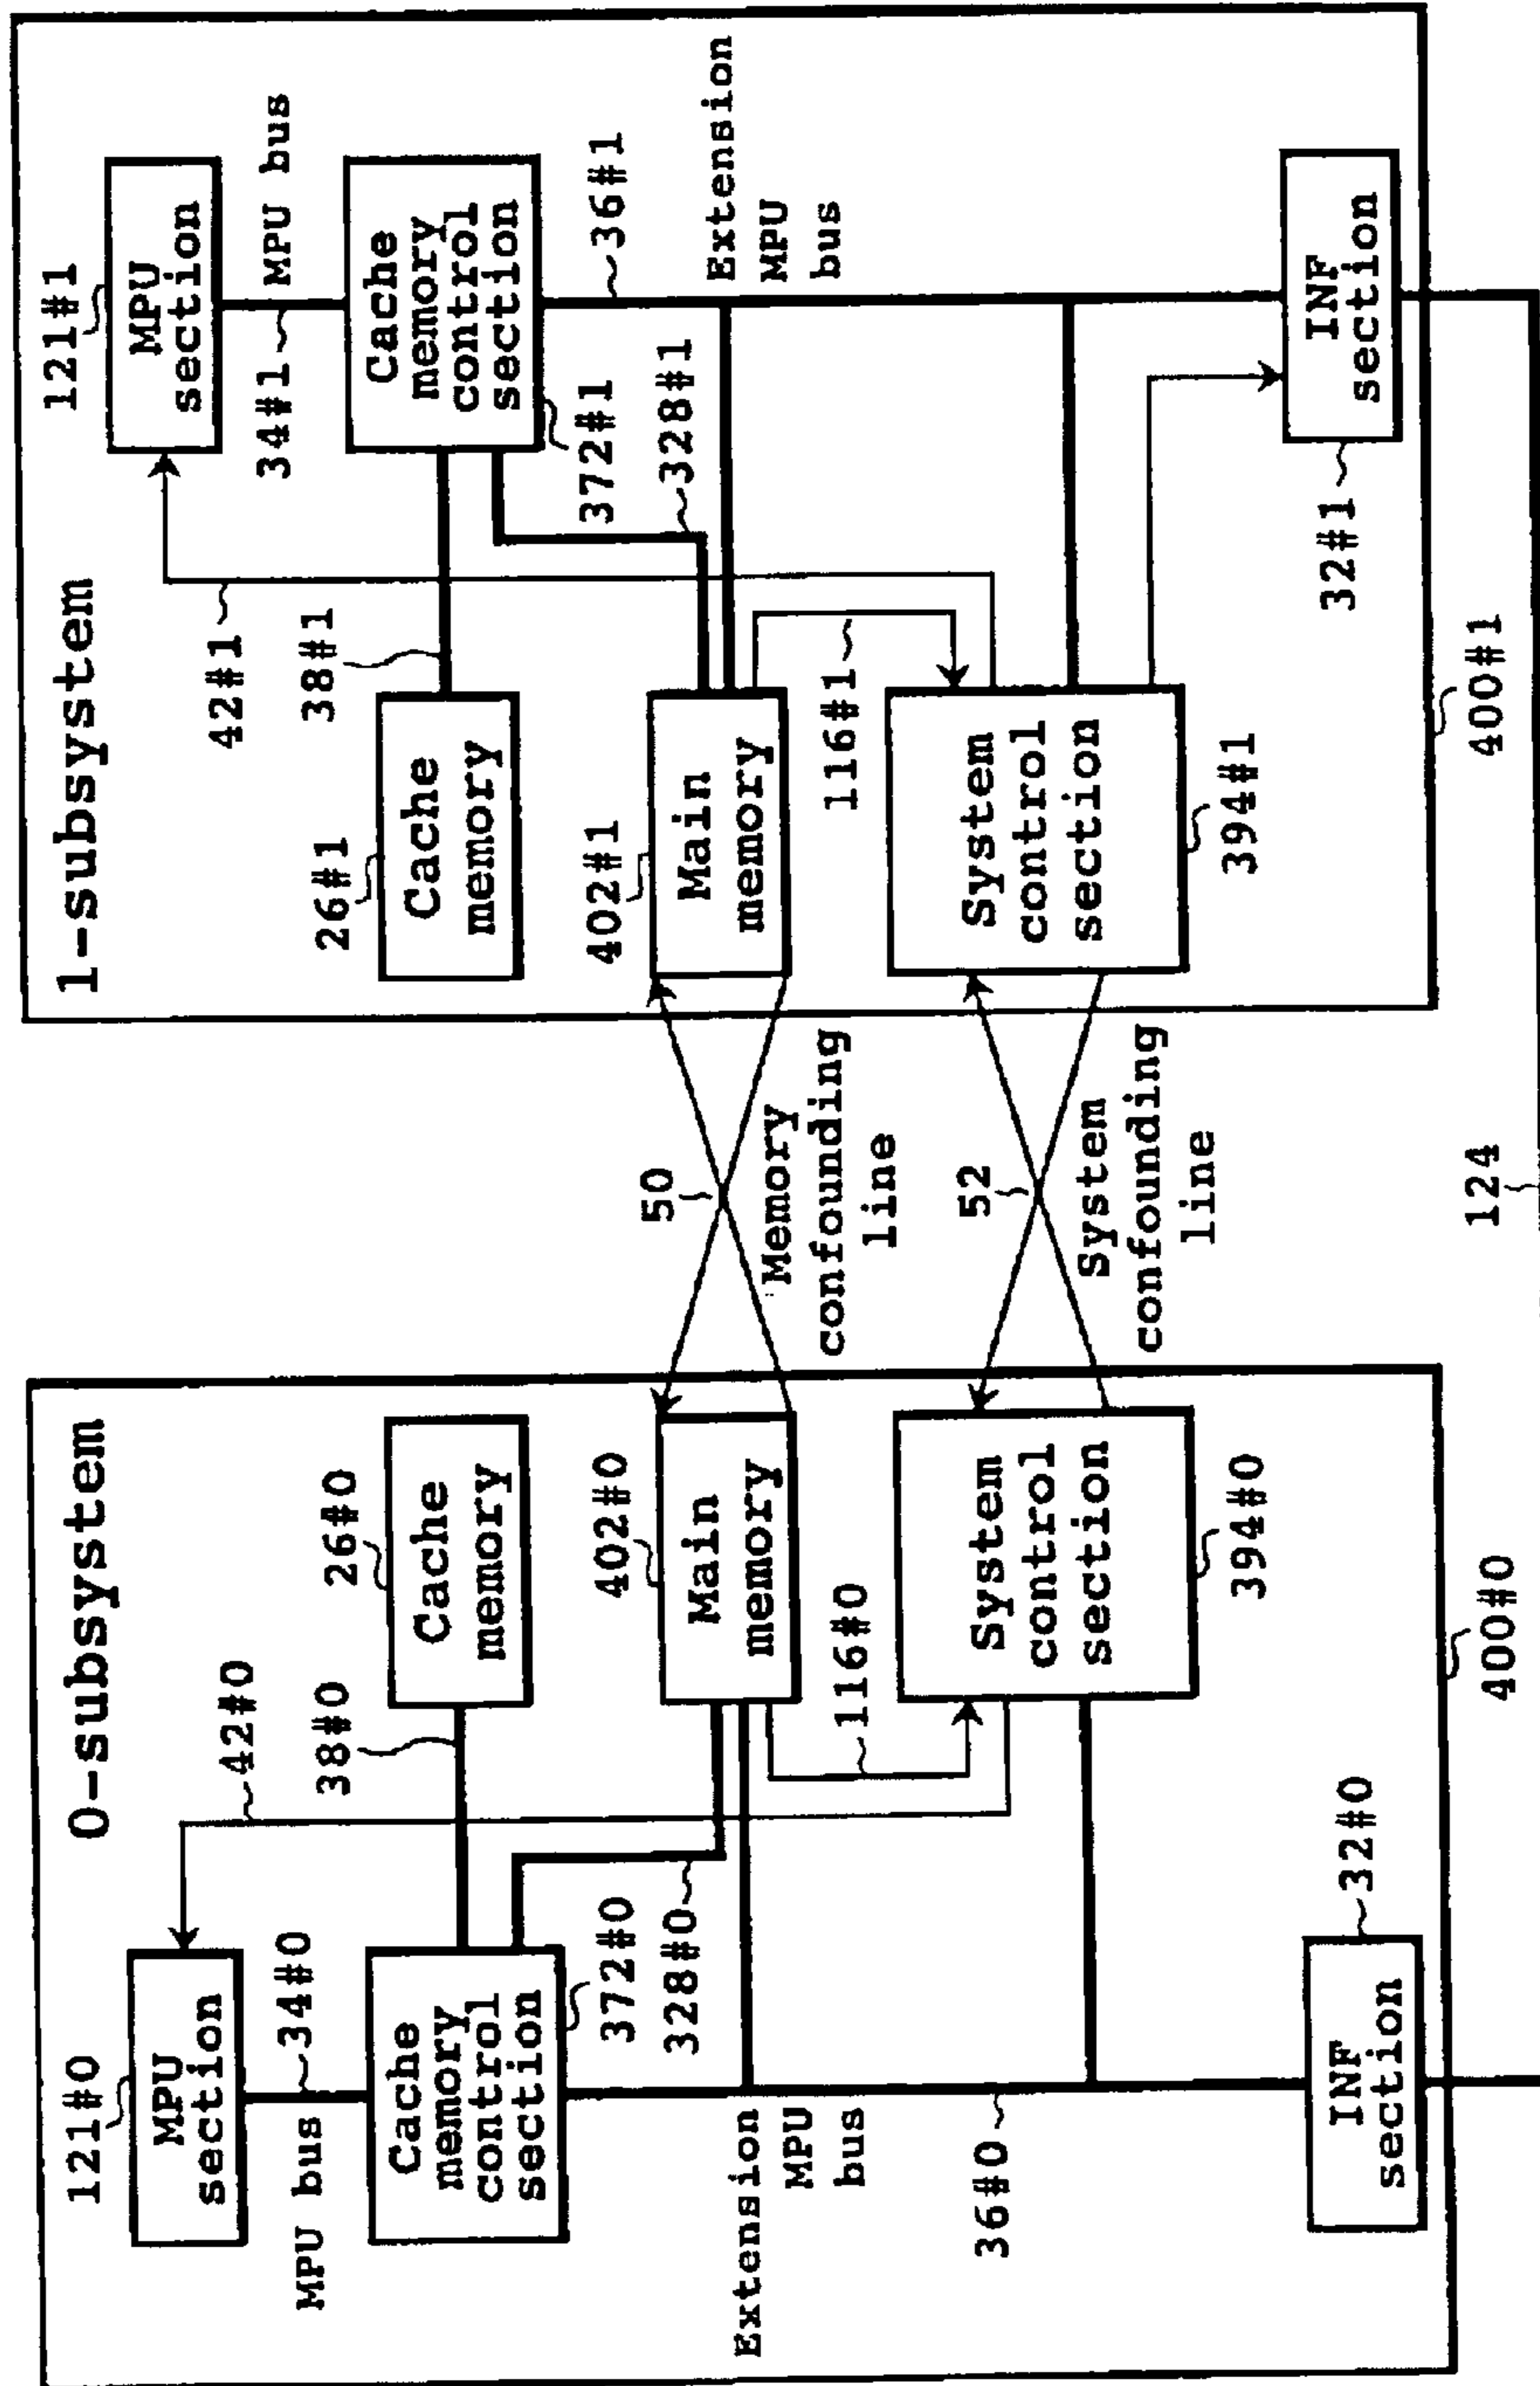 0-subsystem
121#0
MPU
section
MPU bus
34#0
42#0
38#0
26#0
Cache
memory
Cache
memory
control
section
372#0
328#0
402#0
Main
memory
Extension
MPU
bus
116#0
System
control
section
394#0
36#0
INF
section
32#0
400#0
50
Memory
confounding
line
52
System
confounding
line
124
1-subsystem
121#1
MPU
section
34#1
MPU bus
42#1
38#1
26#1
Cache
memory
Cache
memory
control
section
372#1
328#1
36#1
402#1
Main
memory
Extension
MPU
bus
116#1
System
control
section
394#1
INF
section
32#1
400#1